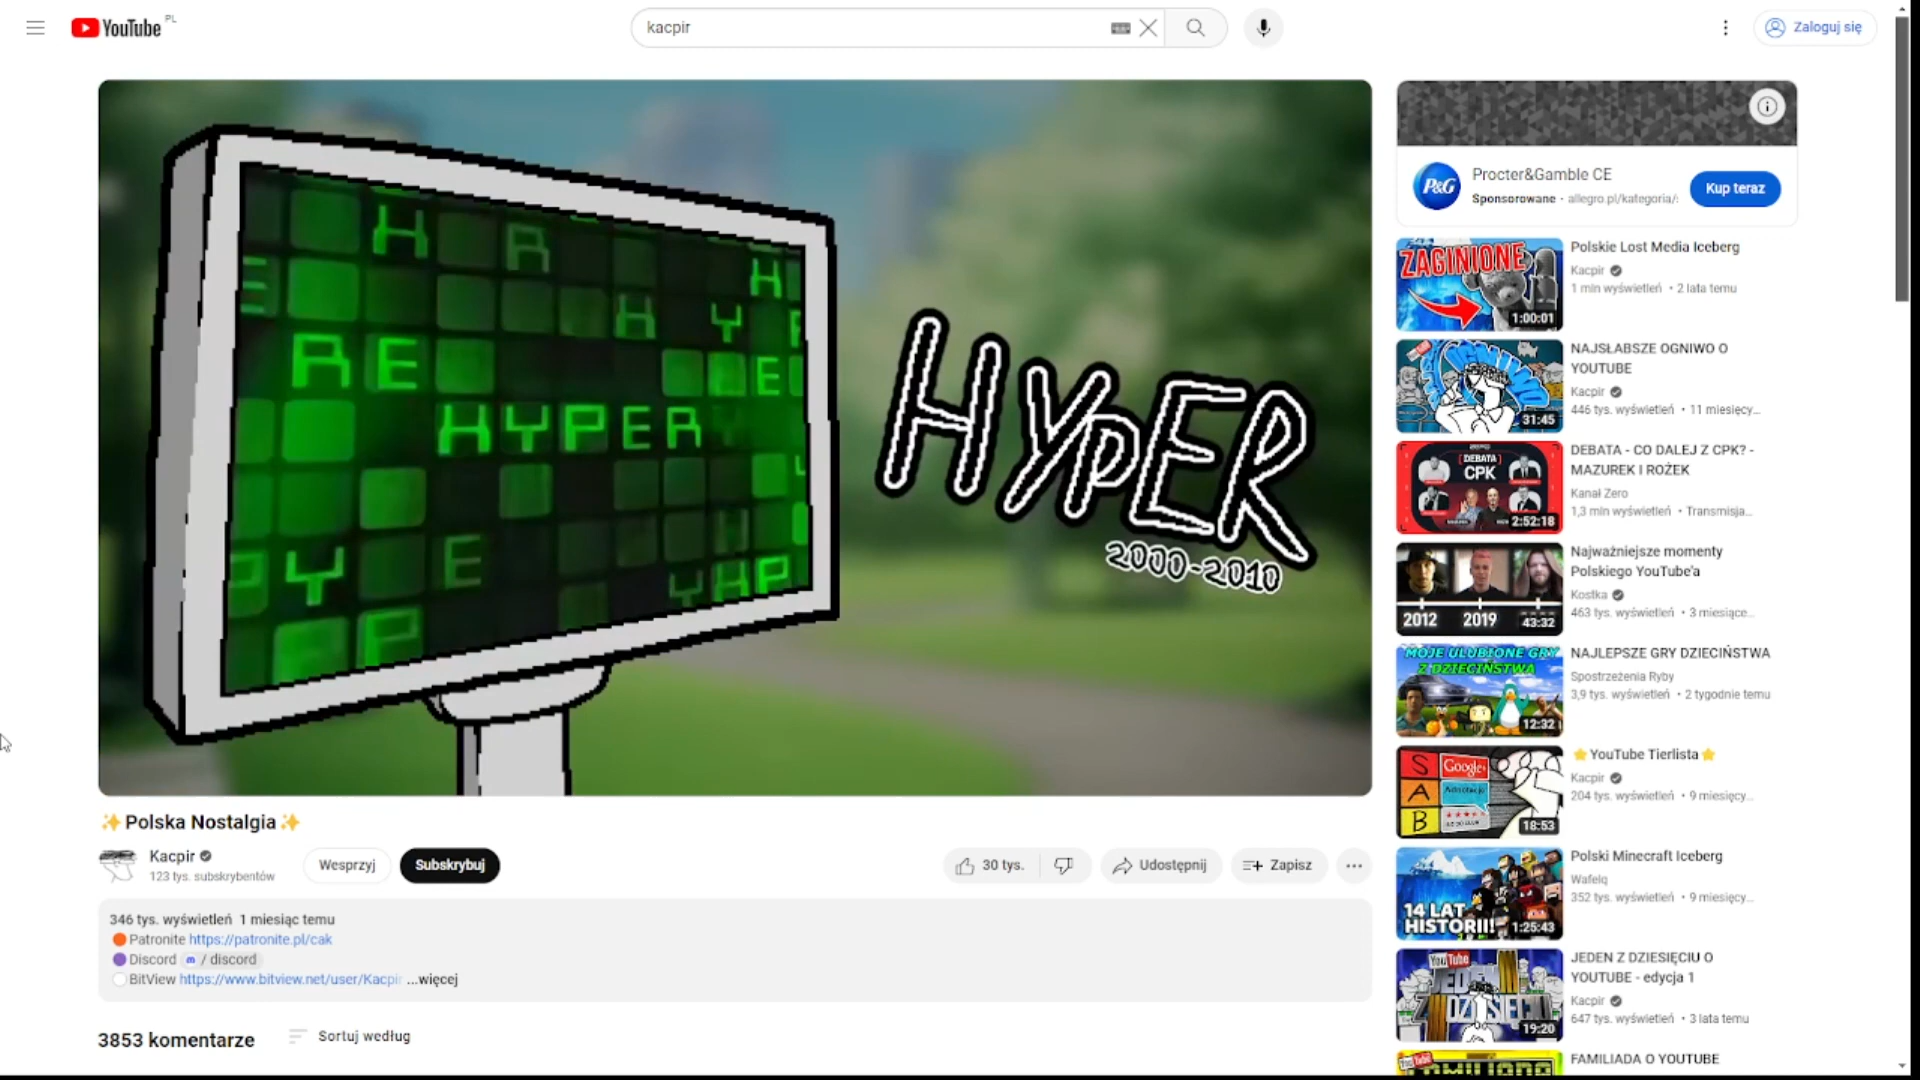 YouTube PL
kacpir
Zaloguj się
H R
E H
H Y
RE E
HYPER
Y E
YHP
P
HYPER
2000-2010
✨Polska Nostalgia✨
Kacpir
123 tys. subskrybentów
Wesprzyj
Subskrybuj
30 tys.
Udostępnij
Zapisz
346 tys. wyświetleń 1 miesiąc temu
Patronite https://patronite.pl/cak
Discord / discord
BitView https://www.bitview.net/user/Kacpir ...więcej
3853 komentarze
Sortuj według
P&G
Procter&Gamble CE
Sponsorowane · allegro.pl/kategoria/
Kup teraz
ZAGINIONE
1:00:01
Polskie Lost Media Iceberg
Kacpir
1 mln wyświetleń • 2 lata temu
31:45
NAJSŁABSZE OGNIWO O
YOUTUBE
Kacpir
446 tys. wyświetleń • 11 miesięcy...
[DEBATA]
CPK
2:52:18
DEBATA - CO DALEJ Z CPK? -
MAZUREK I ROŻEK
Kanał Zero
1,3 mln wyświetleń • Transmisja...
2012 2019 43:32
Najważniejsze momenty
Polskiego YouTube'a
Kostka
463 tys. wyświetleń • 3 miesiące...
MOJE ULUBIONE GRY
Z DZIECIŃSTWA
12:32
NAJLEPSZE GRY DZIECIŃSTWA
Spostrzeżenia Ryby
3,9 tys. wyświetleń • 2 tygodnie temu
S Google+
A Adnotacje
B
18:53
⭐YouTube Tierlista⭐
Kacpir
204 tys. wyświetleń • 9 miesięcy...
14 LAT
HISTORII! 1:25:43
Polski Minecraft Iceberg
Wafelq
352 tys. wyświetleń • 9 miesięcy...
YouTube
JEDEN
Z DZIESIĘCIU
19:20
JEDEN Z DZIESIĘCIU O
YOUTUBE - edycja 1
Kacpir
647 tys. wyświetleń • 3 lata temu
FAMILIADA O YOUTUBE